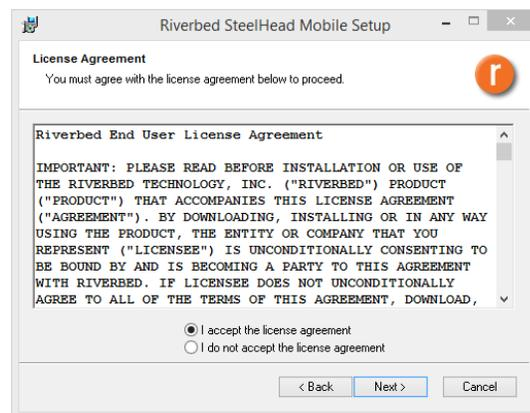 Riverbed SteelHead Mobile Setup
License Agreement
You must agree with the license agreement below to proceed.
r
Riverbed End User License Agreement
IMPORTANT: PLEASE READ BEFORE INSTALLATION OR USE OF
THE RIVERBED TECHNOLOGY, INC. ("RIVERBED") PRODUCT
("PRODUCT") THAT ACCOMPANIES THIS LICENSE AGREEMENT
("AGREEMENT"). BY DOWNLOADING, INSTALLING OR IN ANY WAY
USING THE PRODUCT, THE ENTITY OR COMPANY THAT YOU
REPRESENT ("LICENSEE") IS UNCONDITIONALLY CONSENTING TO
BE BOUND BY AND IS BECOMING A PARTY TO THIS AGREEMENT
WITH RIVERBED. IF LICENSEE DOES NOT UNCONDITIONALLY
AGREE TO ALL OF THE TERMS OF THIS AGREEMENT, DOWNLOAD,
I accept the license agreement
I do not accept the license agreement
< Back Next > Cancel